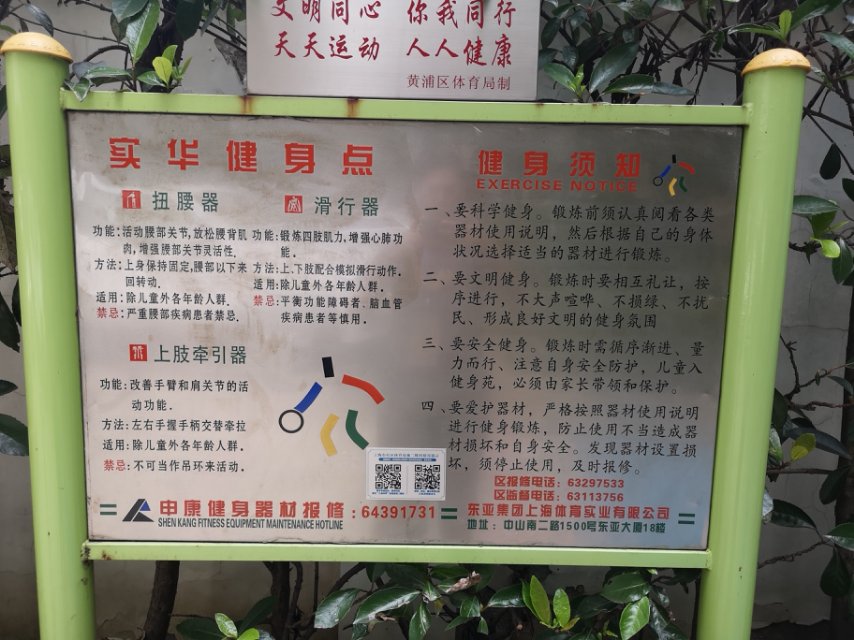 文明同心 你我同行
天天运动 人人健康
黄浦区体育局制
实华健身点
扭腰器
功能:活动腰部关节,放松腰背肌
肉,增强腰部关节灵活性.
方法:上身保持固定,腰部以下来
回转动.
适用:除儿童外各年龄人群.
禁忌:严重腰部疾病患者禁忌.
滑行器
功能:锻炼四肢肌力,增强心肺功
能.
方法:上.下肢配合模拟滑行动作.
适用:除儿童外各年龄人群.
禁忌:平衡功能障碍者、脑血管
疾病患者等慎用.
上肢牵引器
功能:改善手臂和肩关节的活
动功能.
方法:左右手握手柄交替牵拉
适用:除儿童外各年龄人群.
禁忌:不可当作吊环来活动.
健身须知
EXERCISE NOTICE
一、要科学健身。锻炼前须认真阅看各类
器材使用说明，然后根据自己的身体
状况选择适当的器材进行锻炼。
二、要文明健身。锻炼时要相互礼让，按
序进行，不大声喧哗、不损绿、不扰
民、形成良好文明的健身氛围
三、要安全健身。锻炼时需循序渐进、量
力而行、注意自身安全防护，儿童入
健身苑，必须由家长带领和保护。
四、要爱护器材，严格按照器材使用说明
进行健身锻炼，防止使用不当造成器
材损坏和自身安全。发现器材设置损
坏，须停止使用，及时报修。
区报修电话：63297533
区监督电话：63113756
申康健身器材报修:64391731
SHEN KANG FITNESS EQUIPMENT MAINTENANCE HOTLINE
东亚集团上海体育实业有限公司
地址：中山南二路1500号东亚大厦18楼